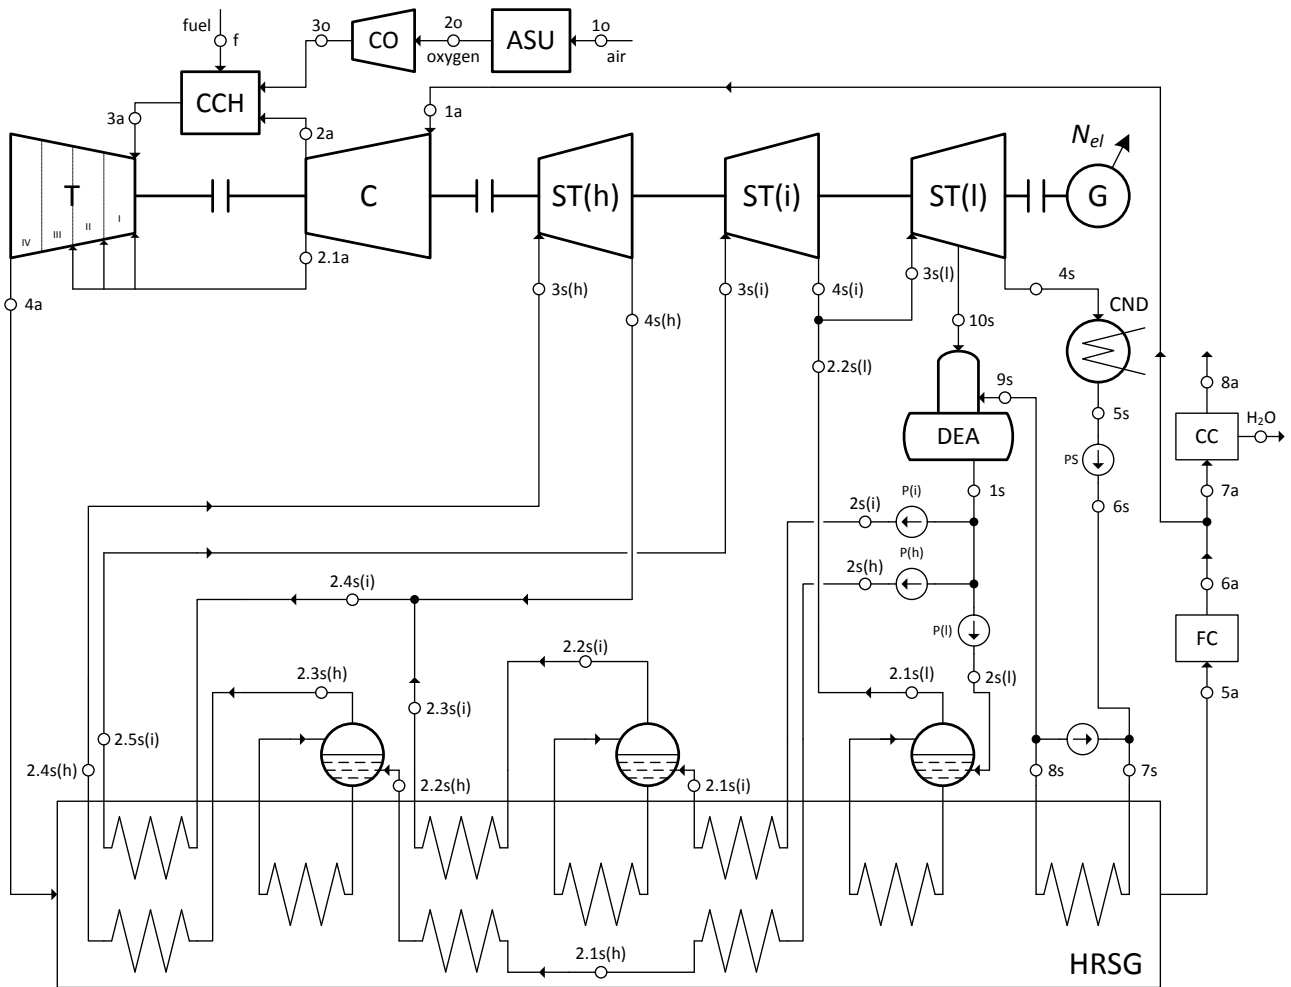 fuel
f
3o
CO
2o
oxygen
ASU
1o
air
CCH
3a
2a
1a
N_el
T
IV
III
II
I
C
ST(h)
ST(i)
ST(l)
G
2.1a
4a
3s(h)
4s(h)
3s(i)
4s(i)
3s(l)
4s
CND
10s
2.2s(l)
9s
5s
8a
DEA
CC
H₂O
PS
1s
7a
2s(i)
P(i)
6s
2s(h)
P(h)
2.4s(i)
6a
P(l)
FC
2.2s(i)
2.3s(h)
2.1s(l)
2s(l)
5a
2.3s(i)
2.5s(i)
2.4s(h)
2.2s(h)
2.1s(i)
8s
7s
2.1s(h)
HRSG